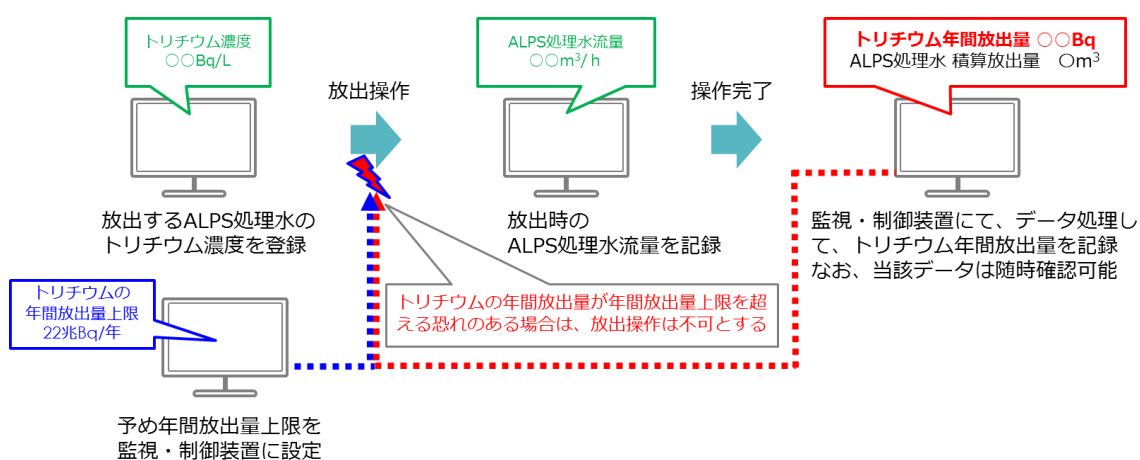 トリチウム濃度
○○Bq/L
放出するALPS処理水の
トリチウム濃度を登録
放出操作
ALPS処理水流量
○○m³/h
放出時の
ALPS処理水流量を記録
操作完了
トリチウム年間放出量 ○○Bq
ALPS処理水 積算放出量 ○m³
監視・制御装置にて、データ処理し
て、トリチウム年間放出量を記録
なお、当該データは随時確認可能
トリチウムの
年間放出量上限
22兆Bq/年
予め年間放出量上限を
監視・制御装置に設定
トリチウムの年間放出量が年間放出量上限を超
える恐れのある場合は、放出操作は不可とする